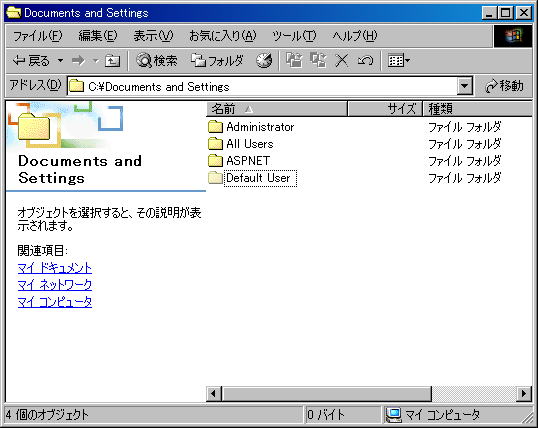 Documents and Settings
ファイル(F) 編集(E) 表示(V) お気に入り(A) ツール(T) ヘルプ(H)
戻る 検索 フォルダ
アドレス(D) C:¥Documents and Settings 移動
名前 サイズ 種類
Administrator ファイル フォルダ
All Users ファイル フォルダ
ASPNET ファイル フォルダ
Default User ファイル フォルダ
Documents and
Settings
オブジェクトを選択すると、その説明が表
示されます。
関連項目:
マイ ドキュメント
マイ ネットワーク
マイ コンピュータ
4 個のオブジェクト 0 バイト マイ コンピュータ